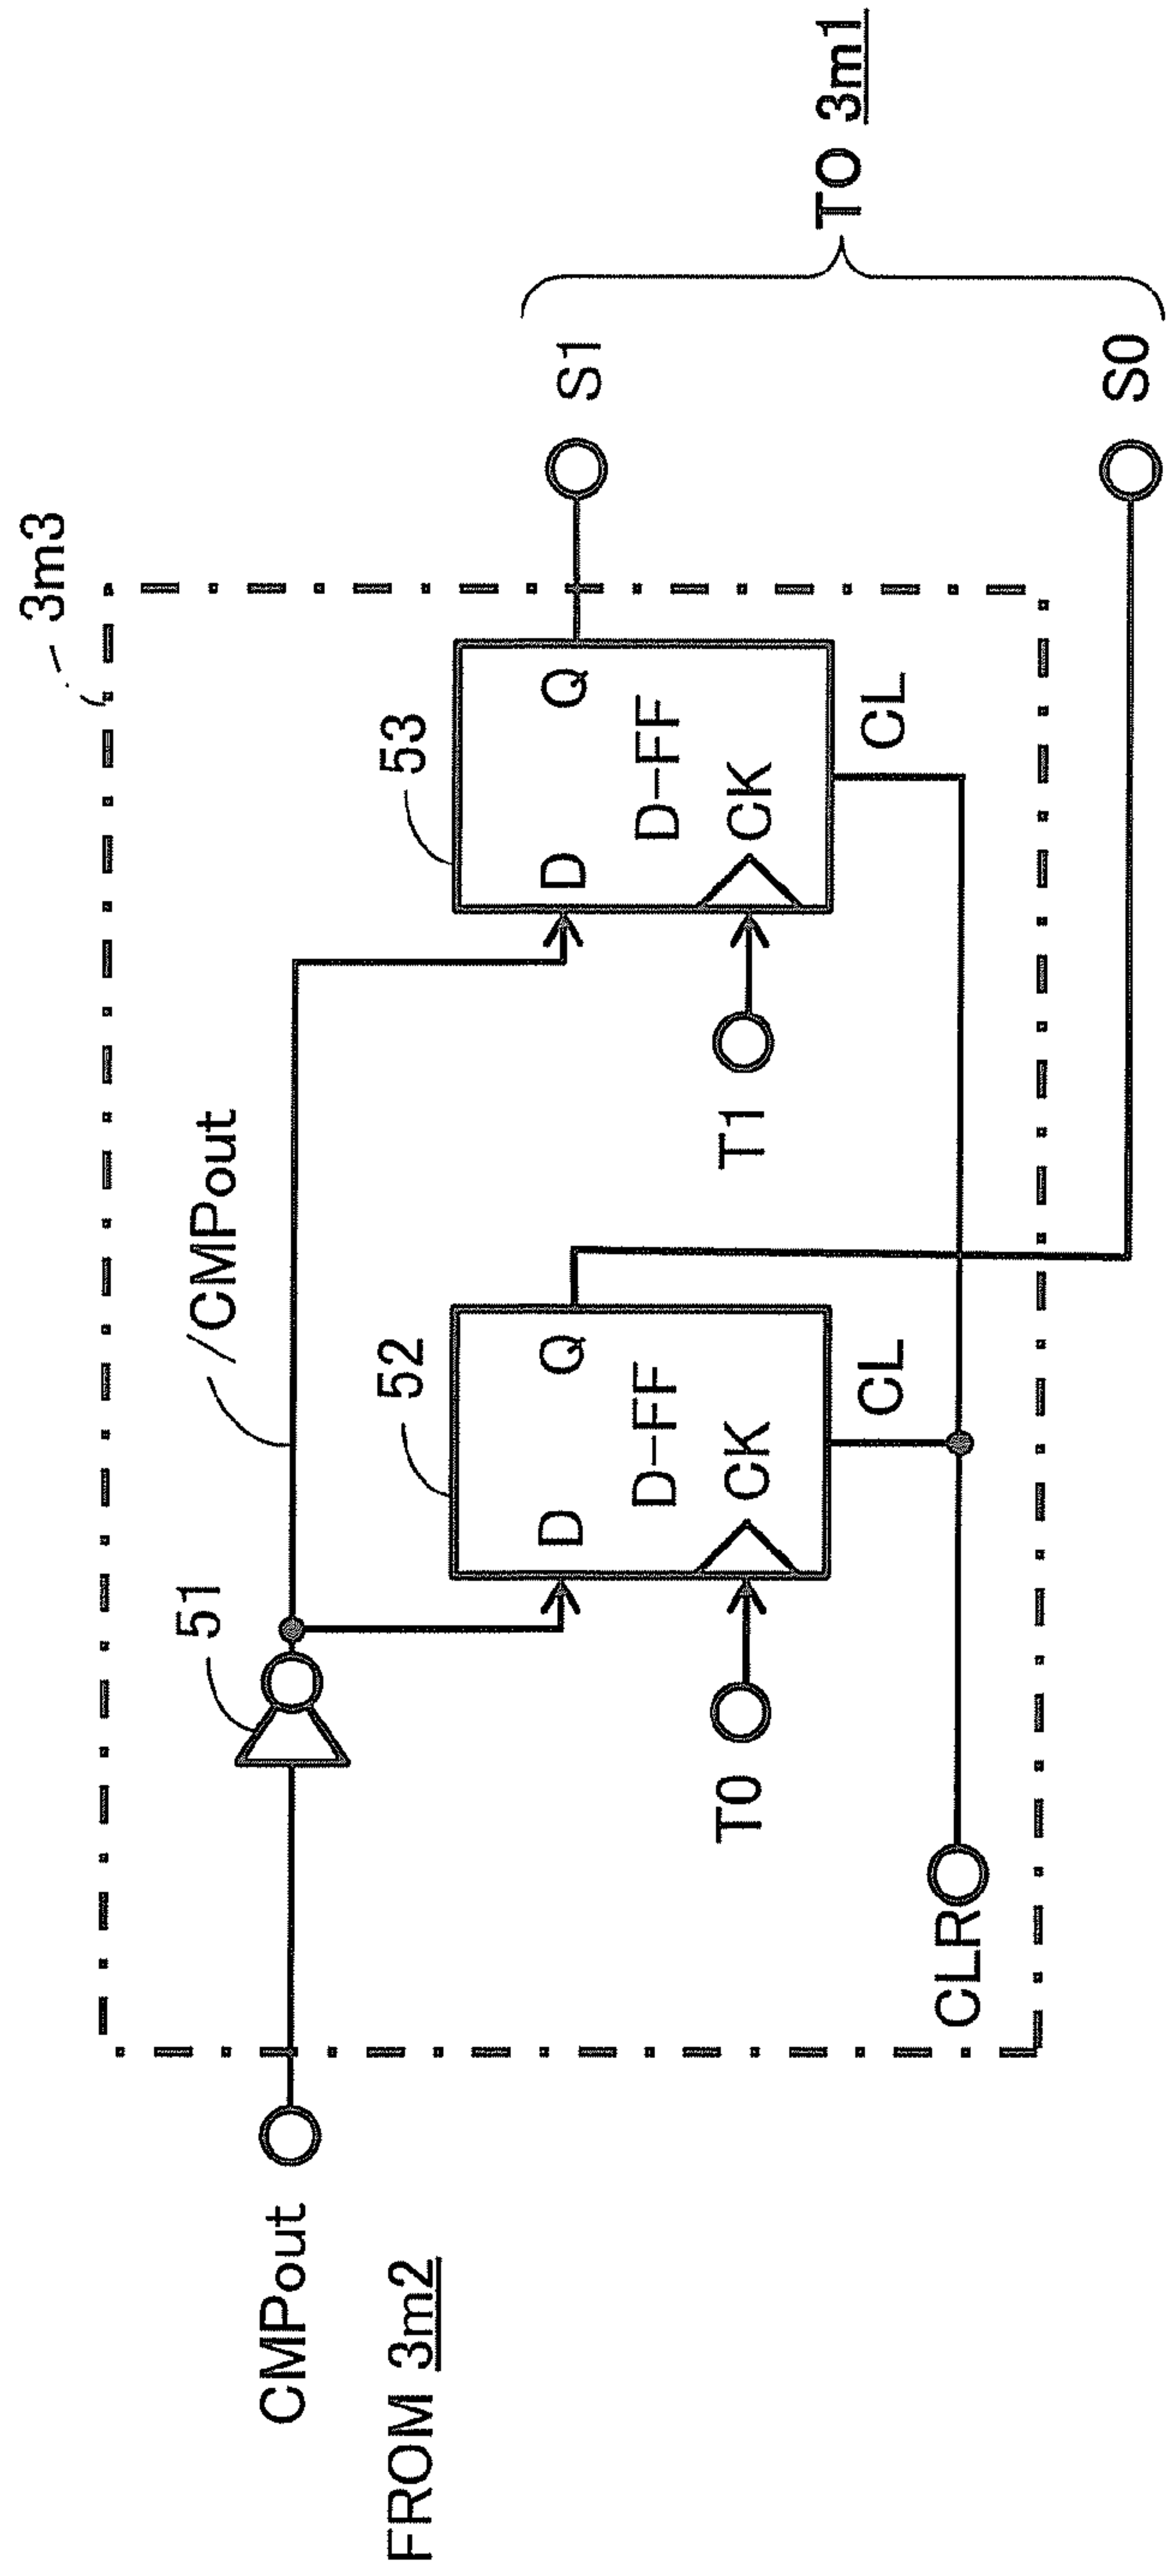 3m3
CMPout
FROM 3m2
51
/CMPout
52
D
Q
D-FF
CK
CL
T0
53
D
Q
D-FF
CK
CL
T1
CLR
S1
S0
TO 3m1